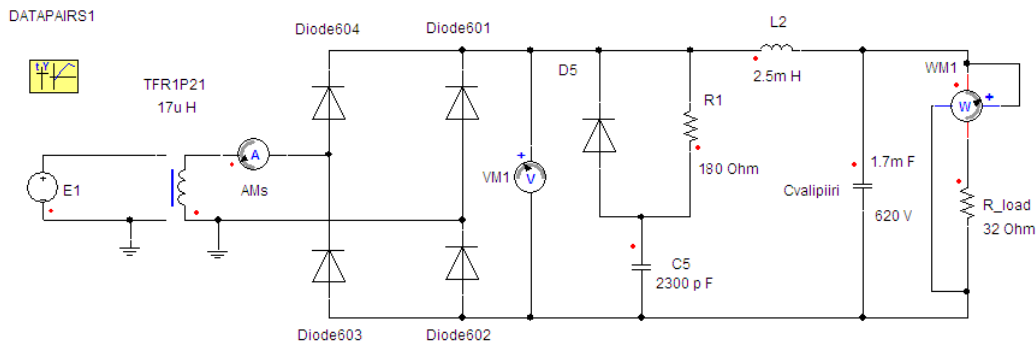 DATAPAIRS1
t,Y
Diode604
Diode601
L2
2.5m H
D5
R1
180 Ohm
WM1
W
+
TFR1P21
17u H
A
AMs
E1
+
V
VM1
1.7m F
Cvalipiiri
620 V
R_load
32 Ohm
C5
2300 p F
Diode603
Diode602